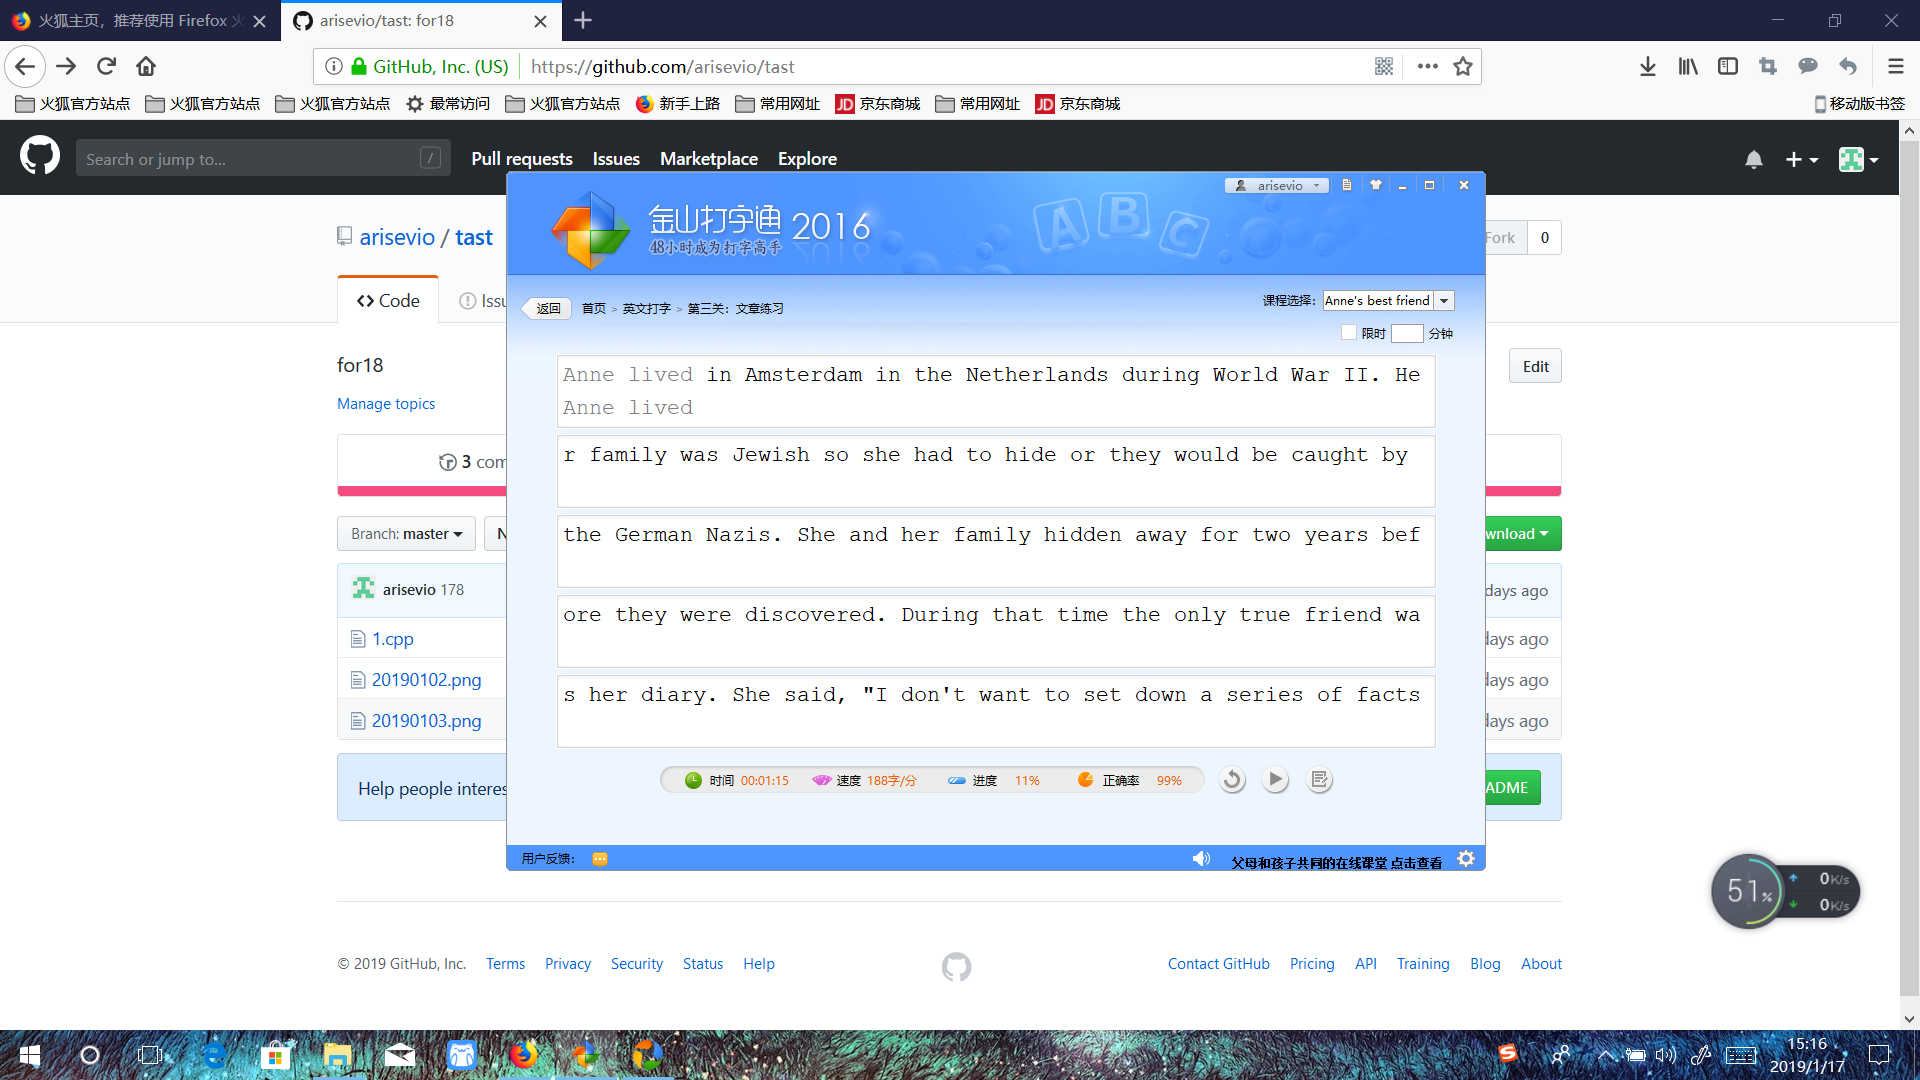 火狐主页，推荐使用 Firefox 火
arisevio/tast: for18
GitHub, Inc. (US)
https://github.com/arisevio/tast
火狐官方站点
火狐官方站点
火狐官方站点
最常访问
火狐官方站点
新手上路
常用网址
JD 京东商城
常用网址
JD 京东商城
移动版书签
Search or jump to...
/
Pull requests
Issues
Marketplace
Explore
arisevio
金山打字通 2016
48小时成为打字高手
A B C
arisevio / tast
Fork 0
Code
Issu
返回
首页 > 英文打字 > 第三关：文章练习
课程选择： Anne's best friend
限时 分钟
for18
Edit
Manage topics
Anne lived in Amsterdam in the Netherlands during World War II. He
Anne lived
r family was Jewish so she had to hide or they would be caught by
3 com
the German Nazis. She and her family hidden away for two years bef
Branch: master
N
wnload
arisevio 178
days ago
ore they were discovered. During that time the only true friend wa
1.cpp
days ago
20190102.png
days ago
s her diary. She said, "I don't want to set down a series of facts
20190103.png
days ago
时间 00:01:15 速度 188字/分 进度 11% 正确率 99%
Help people interes
ADME
用户反馈：
父母和孩子共同的在线课堂 点击查看
51%
0K/s
0K/s
© 2019 GitHub, Inc.
Terms
Privacy
Security
Status
Help
Contact GitHub
Pricing
API
Training
Blog
About
15:16
2019/1/17